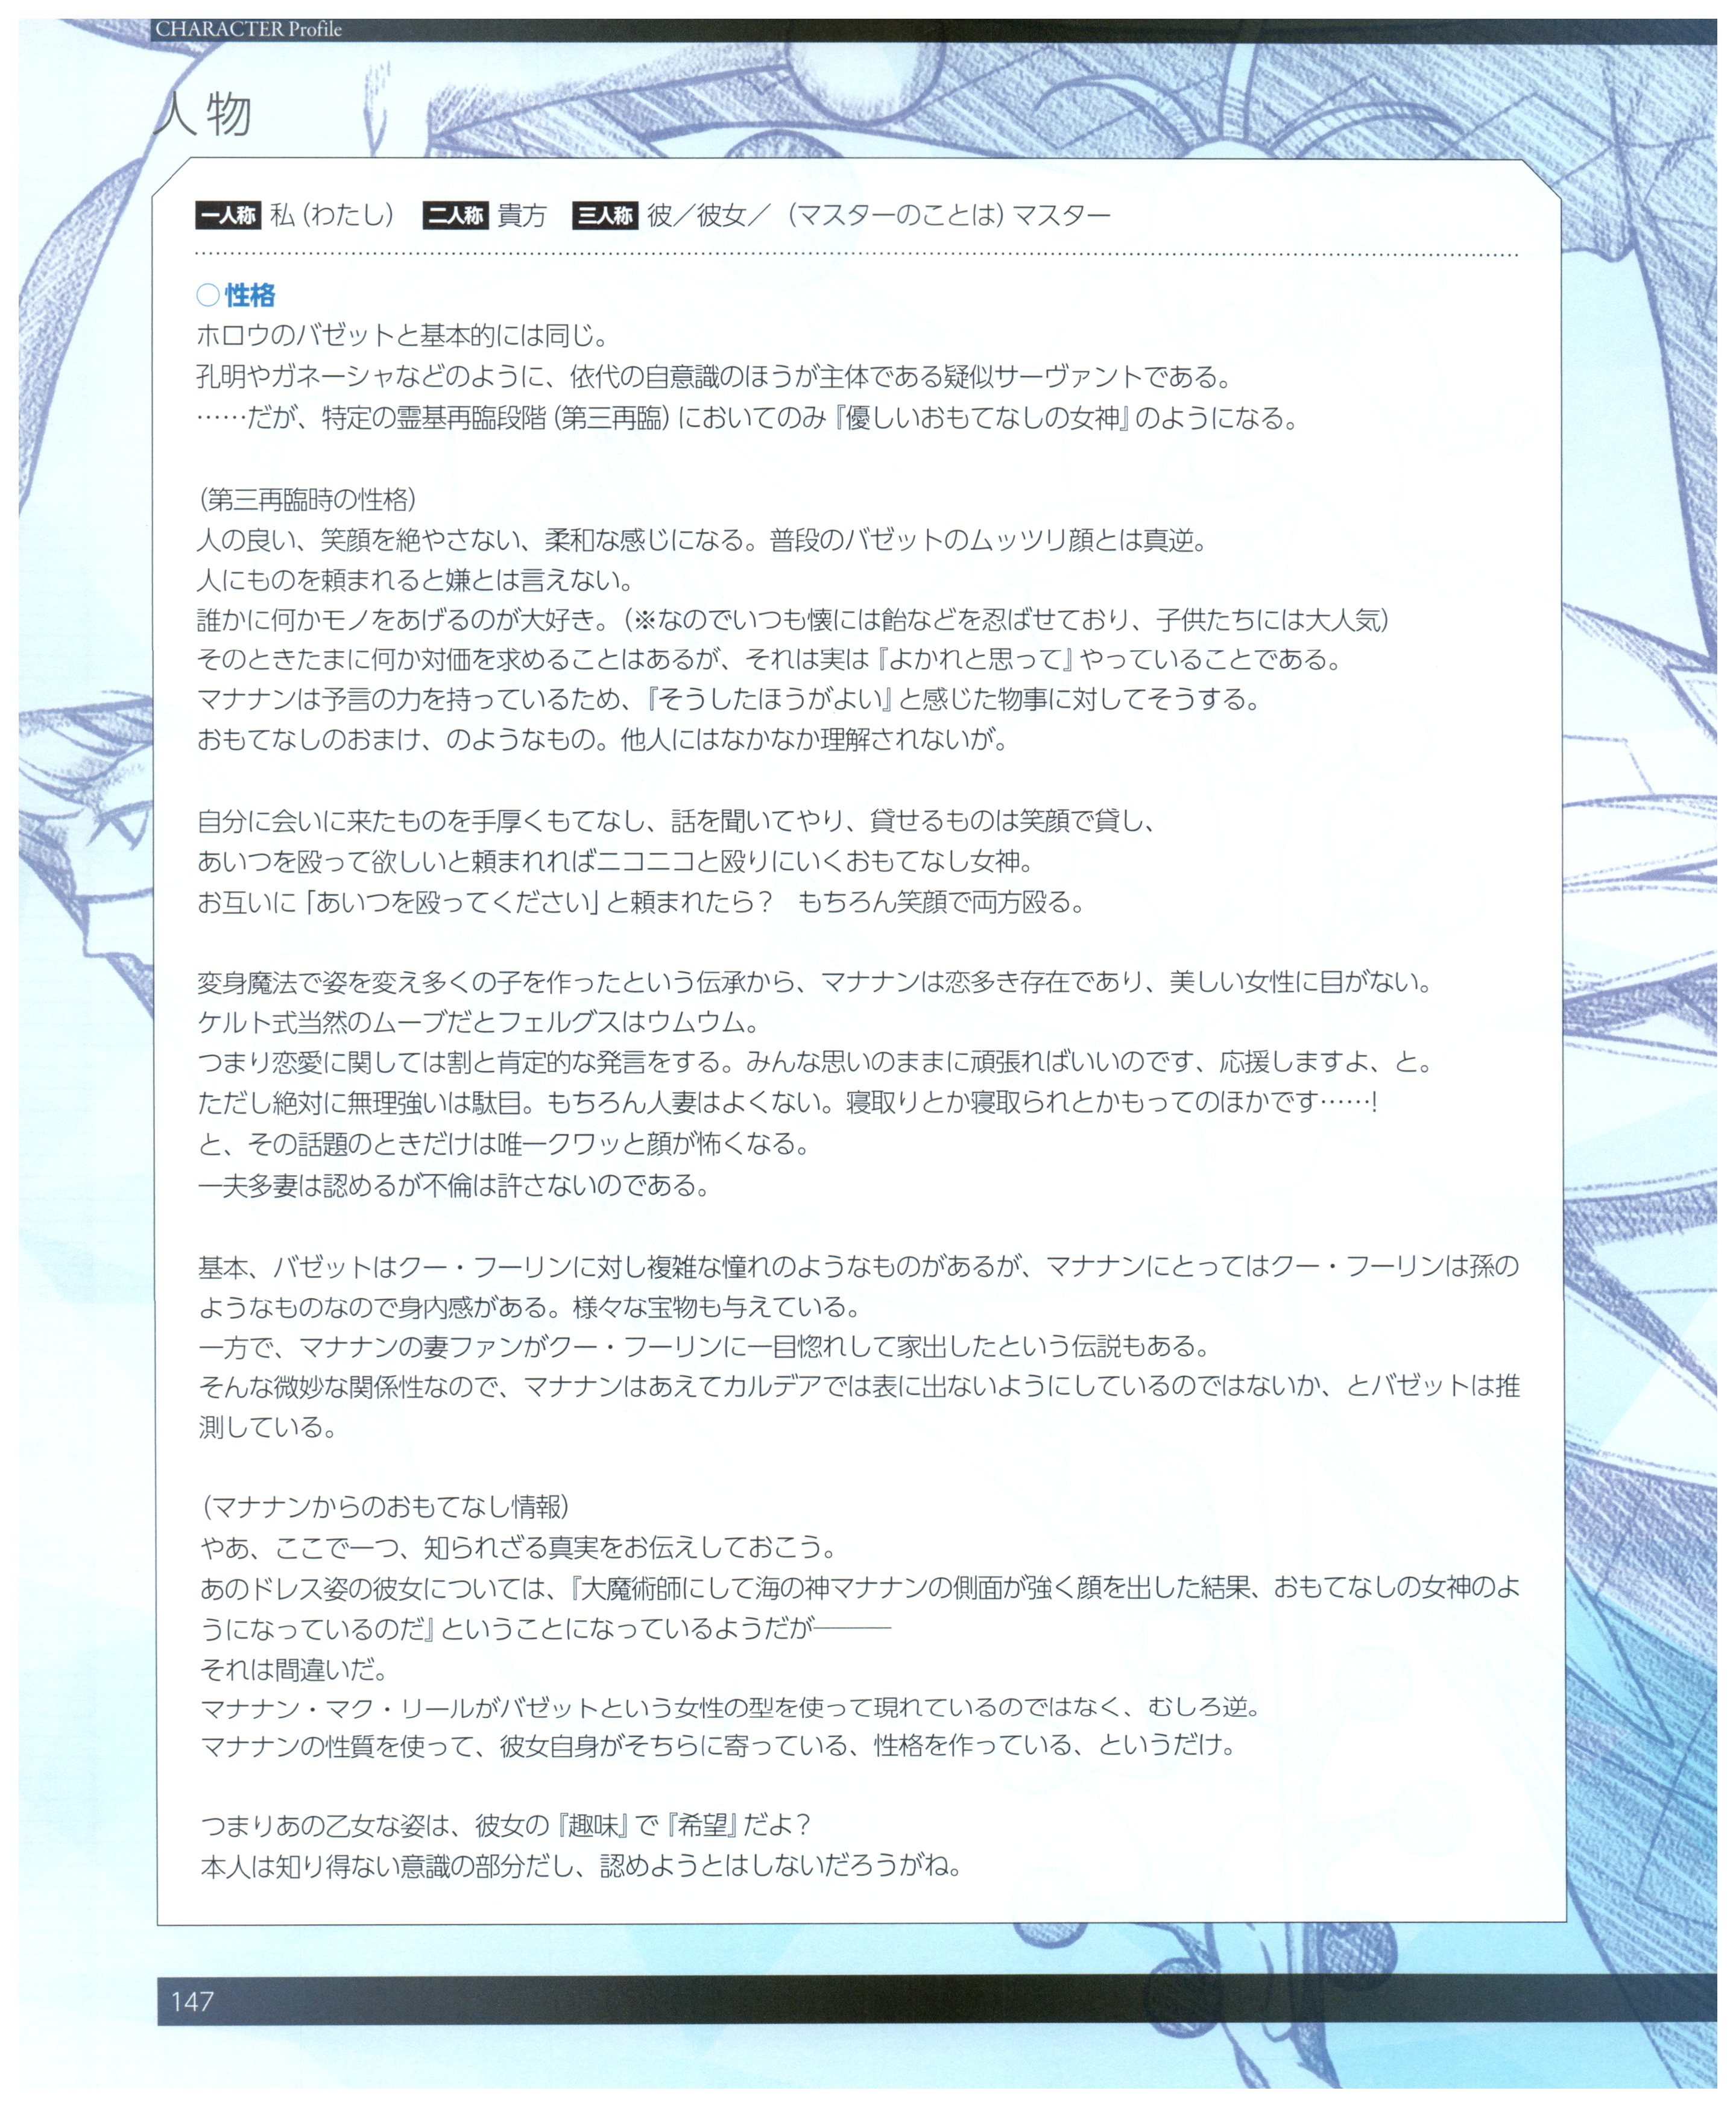 CHARACTER Profile
人物
一人称 私(わたし) 二人称 貴方 三人称 彼／彼女／(マスターのことは)マスター
○性格
ホロウのバゼットと基本的には同じ。
孔明やガネーシャなどのように、依代の自意識のほうが主体である疑似サーヴァントである。
……だが、特定の霊基再臨段階(第三再臨)においてのみ『優しいおもてなしの女神』のようになる。
(第三再臨時の性格)
人の良い、笑顔を絶やさない、柔和な感じになる。普段のバゼットのムッツリ顔とは真逆。
人にものを頼まれると嫌とは言えない。
誰かに何かモノをあげるのが大好き。(※なのでいつも懐には飴などを忍ばせており、子供たちには大人気)
そのときたまに何か対価を求めることはあるが、それは実は『よかれと思って』やっていることである。
マナナンは予言の力を持っているため、『そうしたほうがよい』と感じた物事に対してそうする。
おもてなしのおまけ、のようなもの。他人にはなかなか理解されないが。
自分に会いに来たものを手厚くもてなし、話を聞いてやり、貸せるものは笑顔で貸し、
あいつを殴って欲しいと頼まれればニコニコと殴りにいくおもてなし女神。
お互いに「あいつを殴ってください」と頼まれたら？　もちろん笑顔で両方殴る。
変身魔法で姿を変え多くの子を作ったという伝承から、マナナンは恋多き存在であり、美しい女性に目がない。
ケルト式当然のムーブだとフェルグスはウムウム。
つまり恋愛に関しては割と肯定的な発言をする。みんな思いのままに頑張ればいいのです、応援しますよ、と。
ただし絶対に無理強いは駄目。もちろん人妻はよくない。寝取りとか寝取られとかもってのほかです……!
と、その話題のときだけは唯一クワッと顔が怖くなる。
一夫多妻は認めるが不倫は許さないのである。
基本、バゼットはクー・フーリンに対し複雑な憧れのようなものがあるが、マナナンにとってはクー・フーリンは孫の
ようなものなので身内感がある。様々な宝物も与えている。
一方で、マナナンの妻ファンがクー・フーリンに一目惚れして家出したという伝説もある。
そんな微妙な関係性なので、マナナンはあえてカルデアでは表に出ないようにしているのではないか、とバゼットは推
測している。
(マナナンからのおもてなし情報)
やあ、ここで一つ、知られざる真実をお伝えしておこう。
あのドレス姿の彼女については、『大魔術師にして海の神マナナンの側面が強く顔を出した結果、おもてなしの女神のよ
うになっているのだ』ということになっているようだが―――
それは間違いだ。
マナナン・マク・リールがバゼットという女性の型を使って現れているのではなく、むしろ逆。
マナナンの性質を使って、彼女自身がそちらに寄っている、性格を作っている、というだけ。
つまりあの乙女な姿は、彼女の『趣味』で『希望』だよ？
本人は知り得ない意識の部分だし、認めようとはしないだろうがね。
147